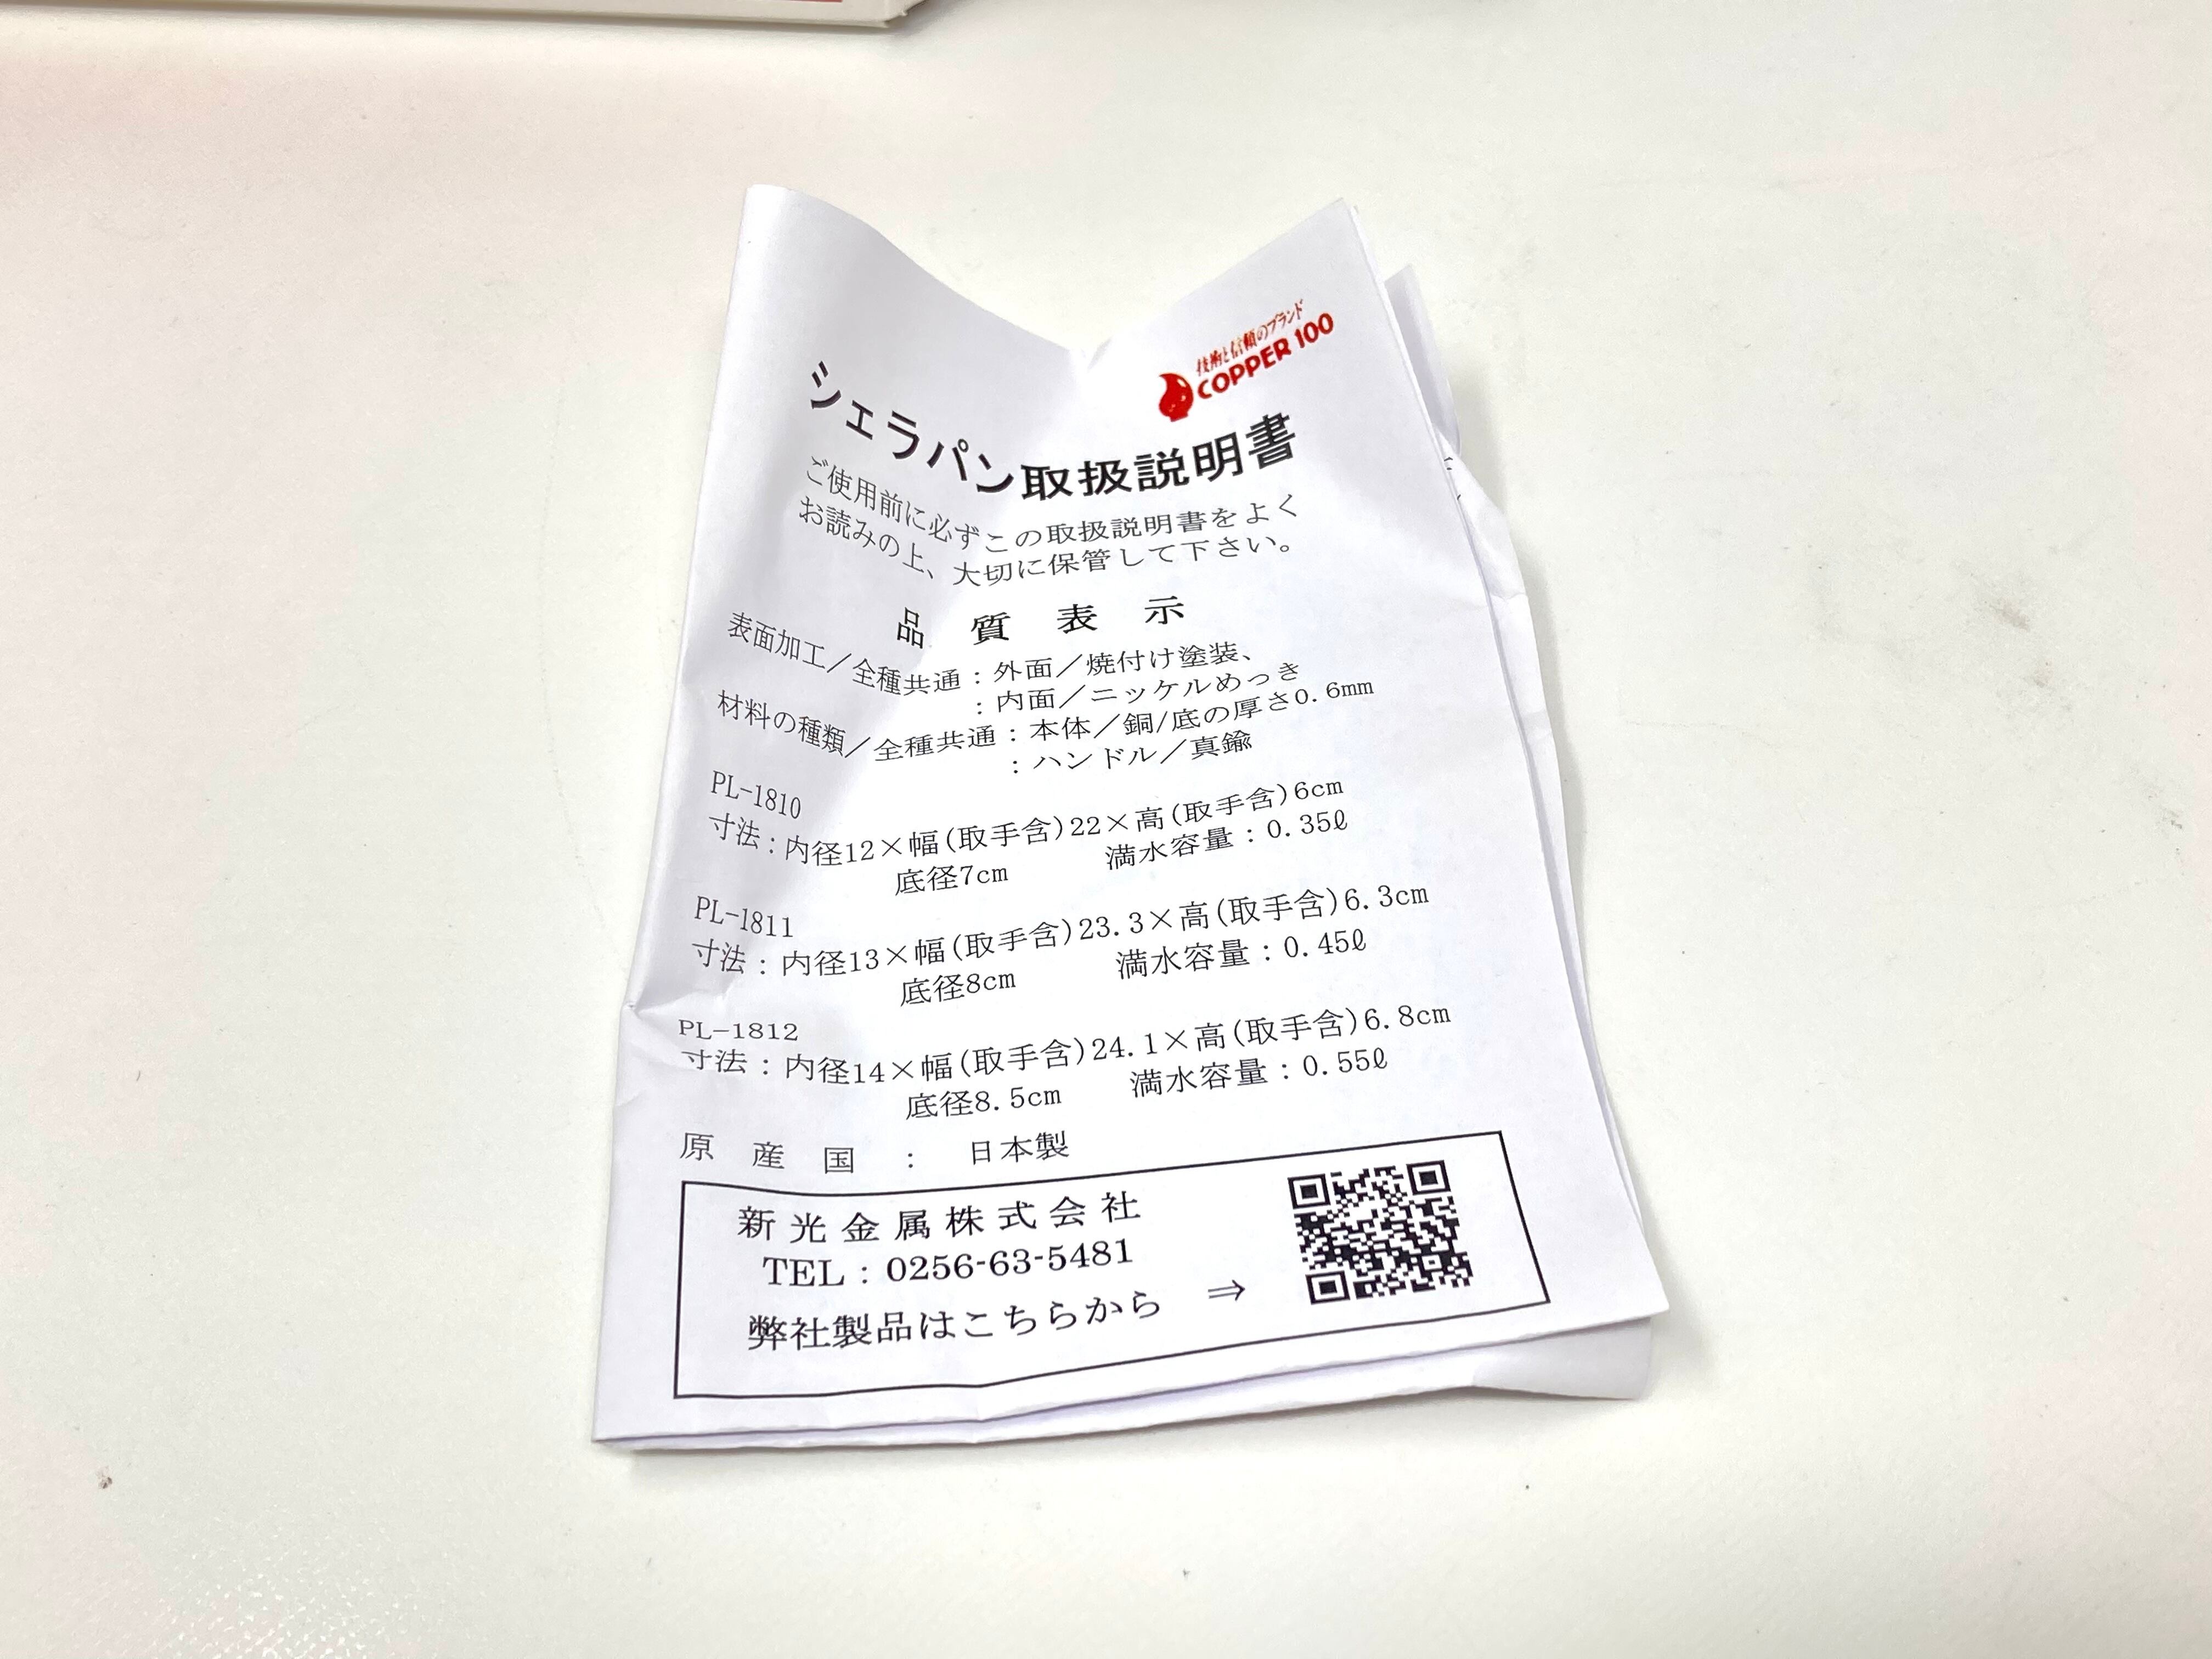 技術と信頼のブランド
COPPER 100
シェラパン取扱説明書
ご使用前に必ずこの取扱説明書をよく
お読みの上、大切に保管して下さい。
品質表示
表面加工／全種共通：外面／焼付け塗装、
：内面／ニッケルめっき
材料の種類／全種共通：本体／銅/底の厚さ0.6mm
：ハンドル／真鍮
PL-1810
寸法：内径12×幅(取手含)22×高(取手含)6cm
底径7cm 満水容量：0.35ℓ
PL-1811
寸法：内径13×幅(取手含)23.3×高(取手含)6.3cm
底径8cm 満水容量：0.45ℓ
PL-1812
寸法：内径14×幅(取手含)24.1×高(取手含)6.8cm
底径8.5cm 満水容量：0.55ℓ
原産国：日本製
新光金属株式会社
TEL：0256-63-5481
弊社製品はこちらから ⇒